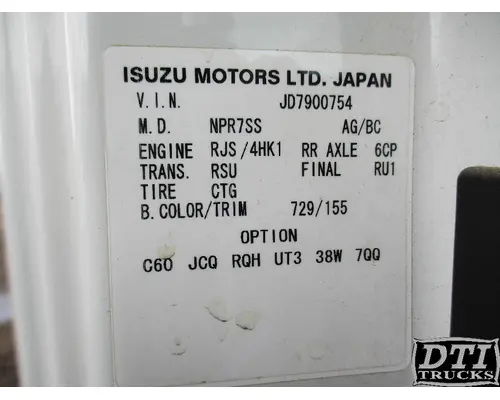 ISUZU MOTORS LTD. JAPAN
V.I.N. JD7900754
M.D. NPR7SS AG/BC
ENGINE RJS/4HK1 RR AXLE 6CP
TRANS. RSU FINAL RU1
TIRE CTG
B.COLOR/TRIM 729/155
OPTION
C60 JCQ RQH UT3 38W 7QQ
DTI
TRUCKS